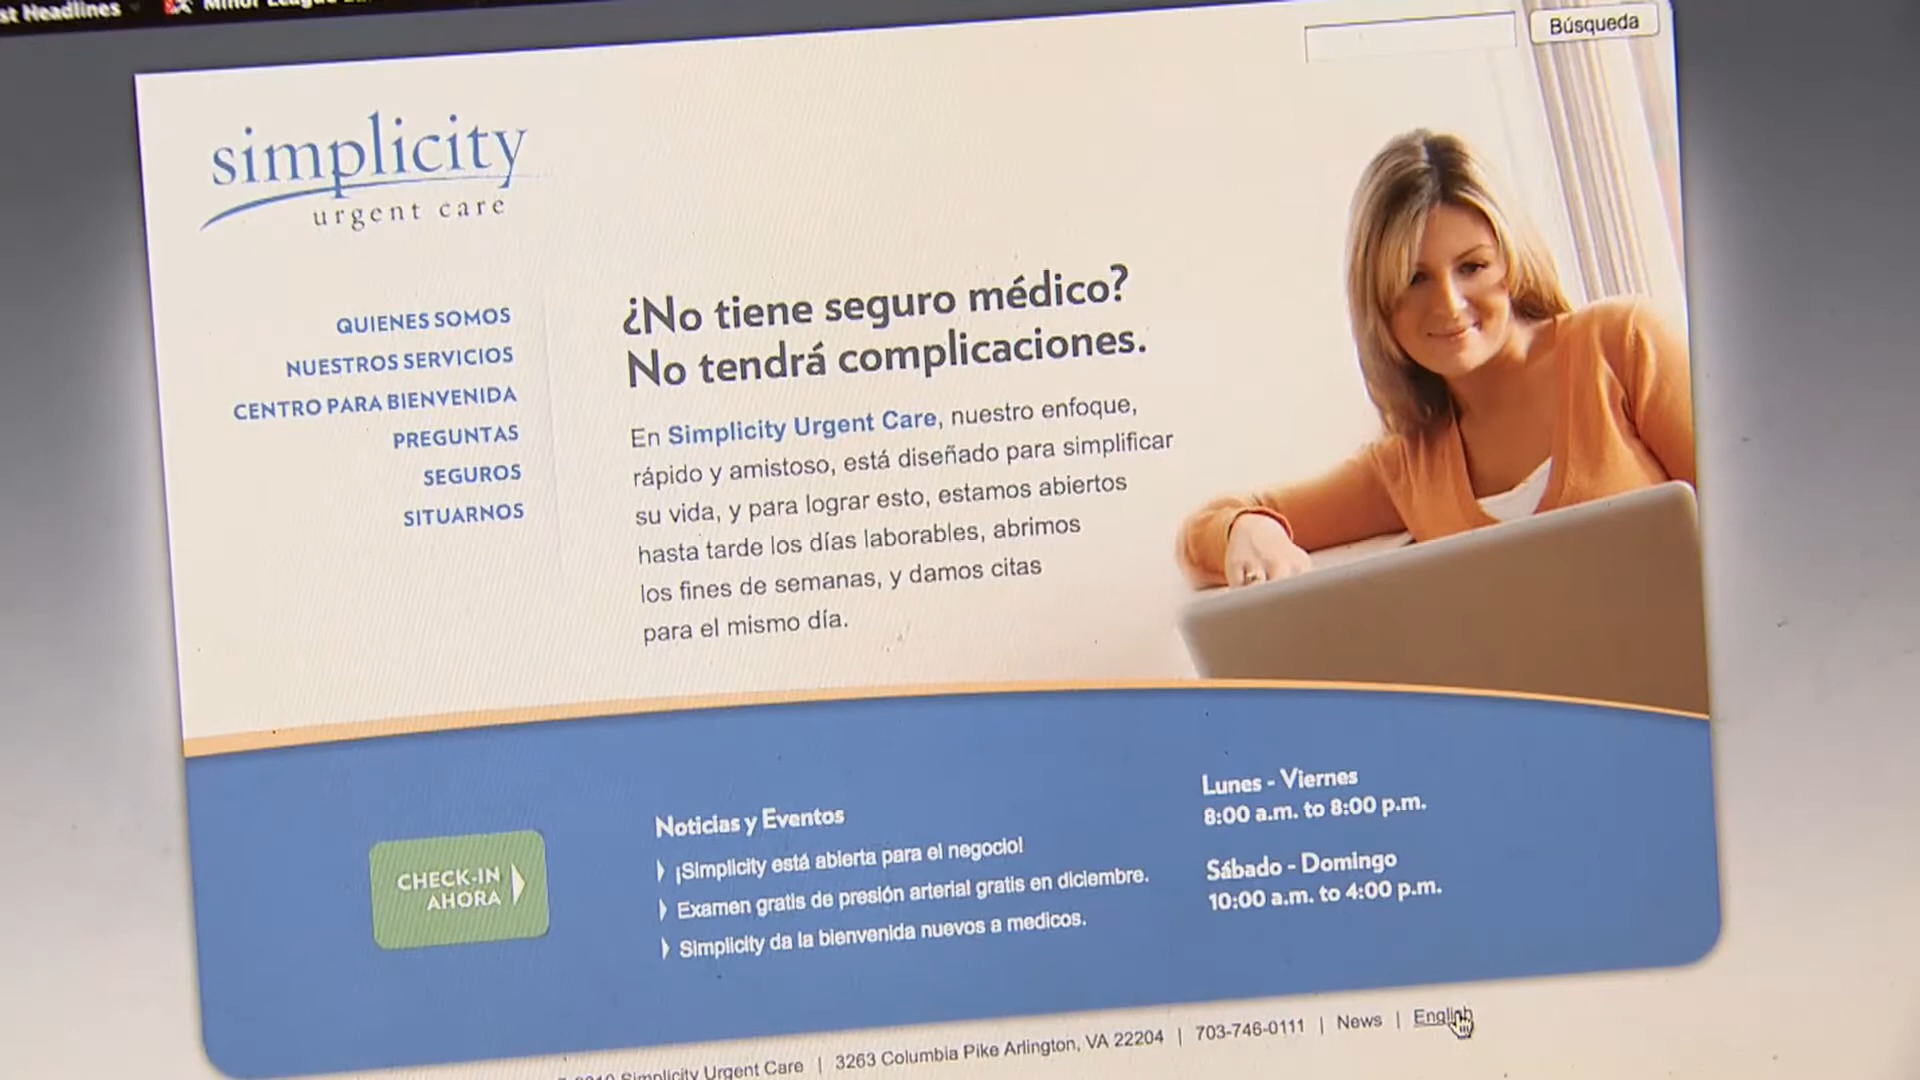 st Headlines
Búsqueda
simplicity
urgent care
QUIENES SOMOS
NUESTROS SERVICIOS
CENTRO PARA BIENVENIDA
PREGUNTAS
SEGUROS
SITUARNOS
¿No tiene seguro médico?
No tendrá complicaciones.
En Simplicity Urgent Care, nuestro enfoque,
rápido y amistoso, está diseñado para simplificar
su vida, y para lograr esto, estamos abiertos
hasta tarde los días laborables, abrimos
los fines de semanas, y damos citas
para el mismo día.
CHECK-IN
AHORA
Noticias y Eventos
¡Simplicity está abierta para el negocio!
Examen gratis de presión arterial gratis en diciembre.
Simplicity da la bienvenida nuevos a medicos.
Lunes - Viernes
8:00 a.m. to 8:00 p.m.
Sábado - Domingo
10:00 a.m. to 4:00 p.m.
Simplicity Urgent Care | 3263 Columbia Pike Arlington, VA 22204 | 703-746-0111 | News | English